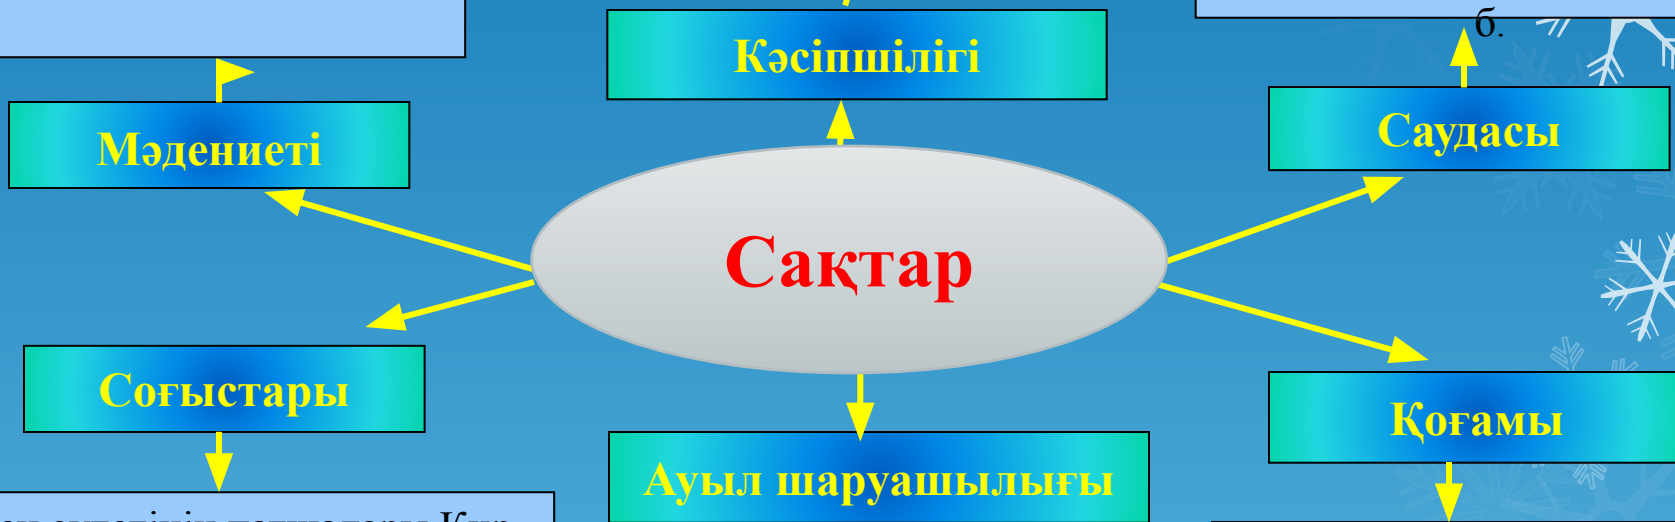 б.
Кәсіпшілігі
Саудасы
Мәдениеті
Сақтар
Соғыстары
Қоғамы
Ауыл шаруашылығы